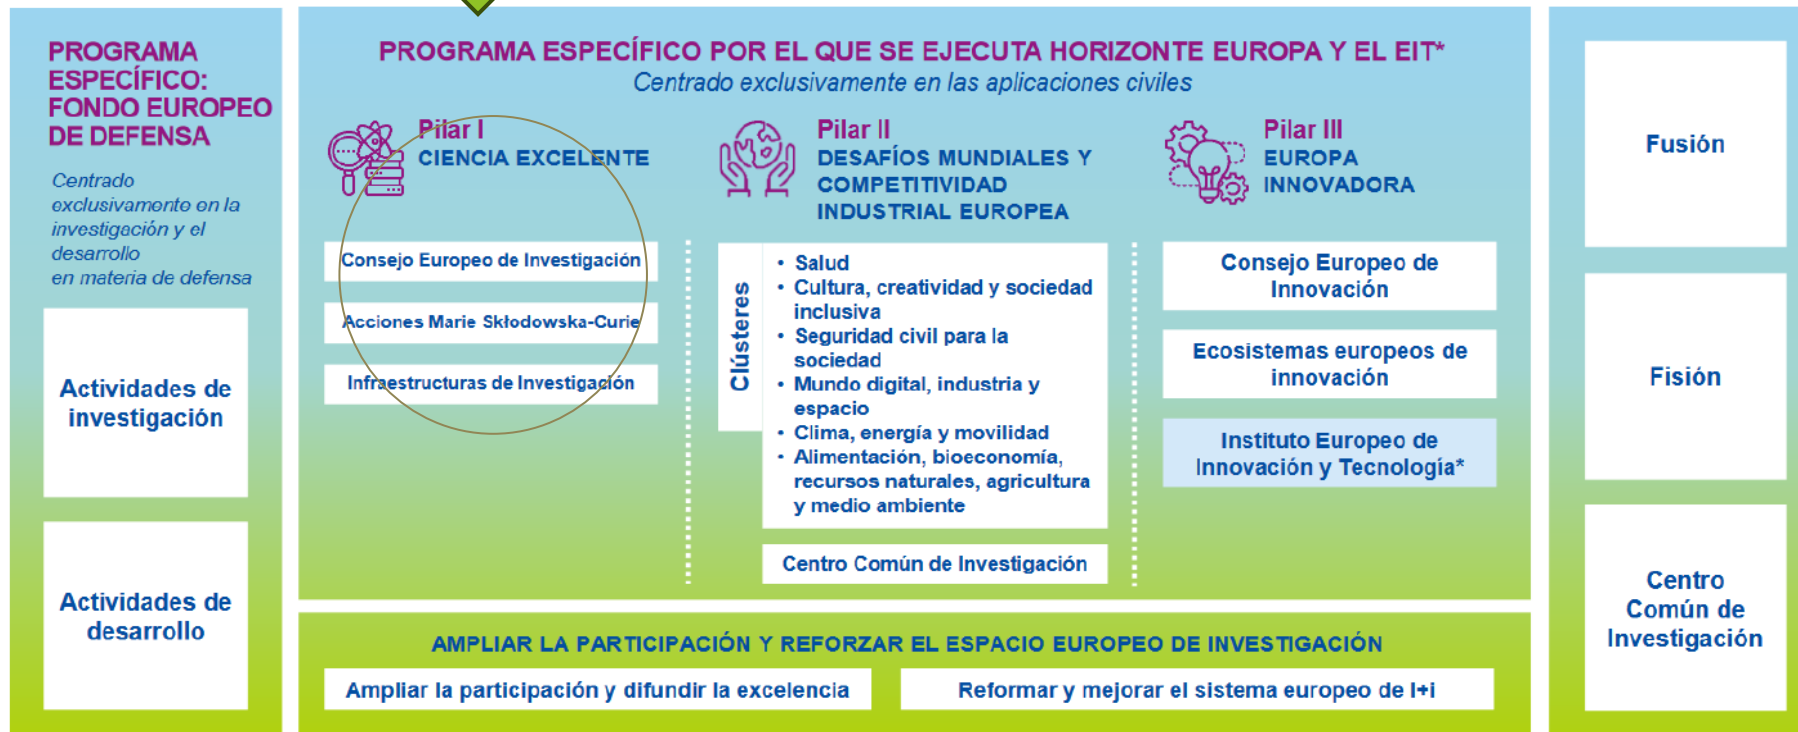 PROGRAMA
ESPECÍFICO:
FONDO EUROPEO
DE DEFENSA
Centrado
exclusivamente en la
investigación y el
desarrollo
en materia de defensa
Actividades de
investigación
Actividades de
desarrollo
PROGRAMA ESPECÍFICO POR EL QUE SE EJECUTA HORIZONTE EUROPA Y EL EIT*
Centrado exclusivamente en las aplicaciones civiles
Pilar I
CIENCIA EXCELENTE
Consejo Europeo de Investigación
Acciones Marie Skłodowska-Curie
Infraestructuras de Investigación
Pilar II
DESAFÍOS MUNDIALES Y
COMPETITIVIDAD
INDUSTRIAL EUROPEA
Clústeres
• Salud
• Cultura, creatividad y sociedad
inclusiva
• Seguridad civil para la
sociedad
• Mundo digital, industria y
espacio
• Clima, energía y movilidad
• Alimentación, bioeconomía,
recursos naturales, agricultura
y medio ambiente
Centro Común de Investigación
Pilar III
EUROPA
INNOVADORA
Consejo Europeo de
Innovación
Ecosistemas europeos de
innovación
Instituto Europeo de
Innovación y Tecnología*
AMPLIAR LA PARTICIPACIÓN Y REFORZAR EL ESPACIO EUROPEO DE INVESTIGACIÓN
Ampliar la participación y difundir la excelencia
Reformar y mejorar el sistema europeo de I+i
Fusión
Fisión
Centro
Común de
Investigación